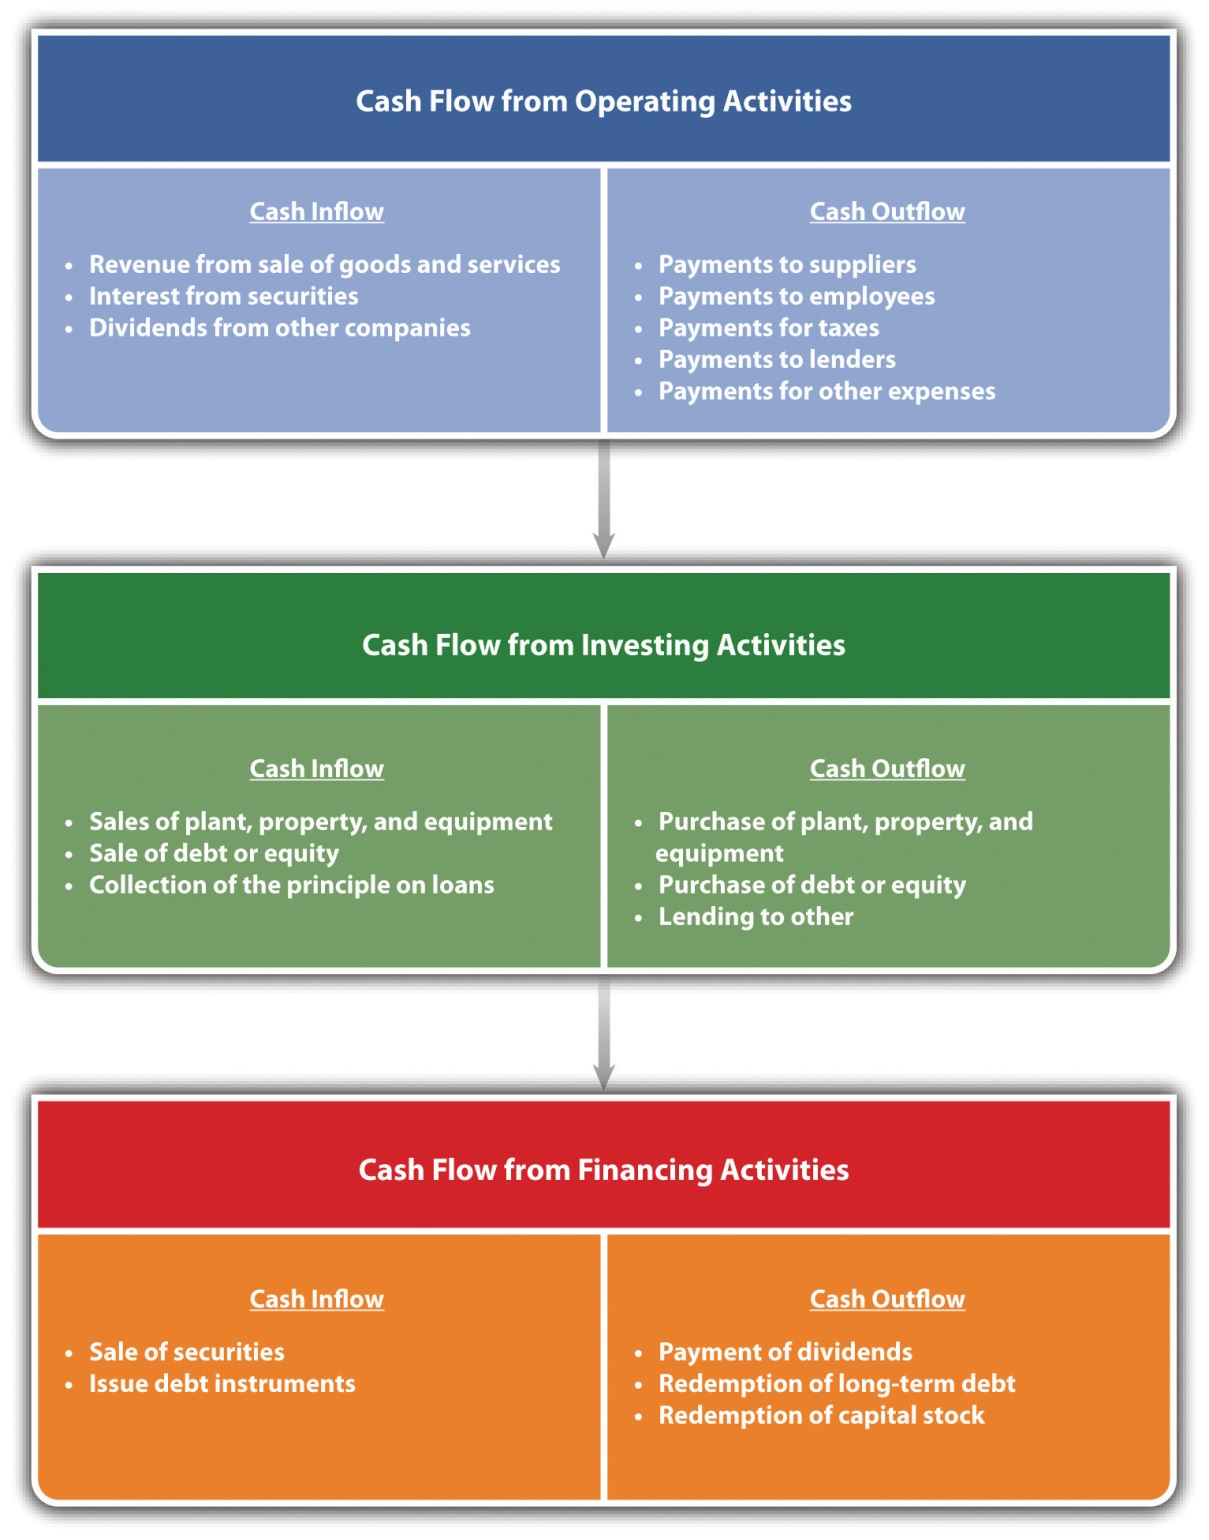 Cash Flow from Operating Activities
Cash Inflow
• Revenue from sale of goods and services
• Interest from securities
• Dividends from other companies
Cash Outflow
• Payments to suppliers
• Payments to employees
• Payments for taxes
• Payments to lenders
• Payments for other expenses
Cash Flow from Investing Activities
Cash Inflow
• Sales of plant, property, and equipment
• Sale of debt or equity
• Collection of the principle on loans
Cash Outflow
• Purchase of plant, property, and
equipment
• Purchase of debt or equity
• Lending to other
Cash Flow from Financing Activities
Cash Inflow
• Sale of securities
• Issue debt instruments
Cash Outflow
• Payment of dividends
• Redemption of long-term debt
• Redemption of capital stock